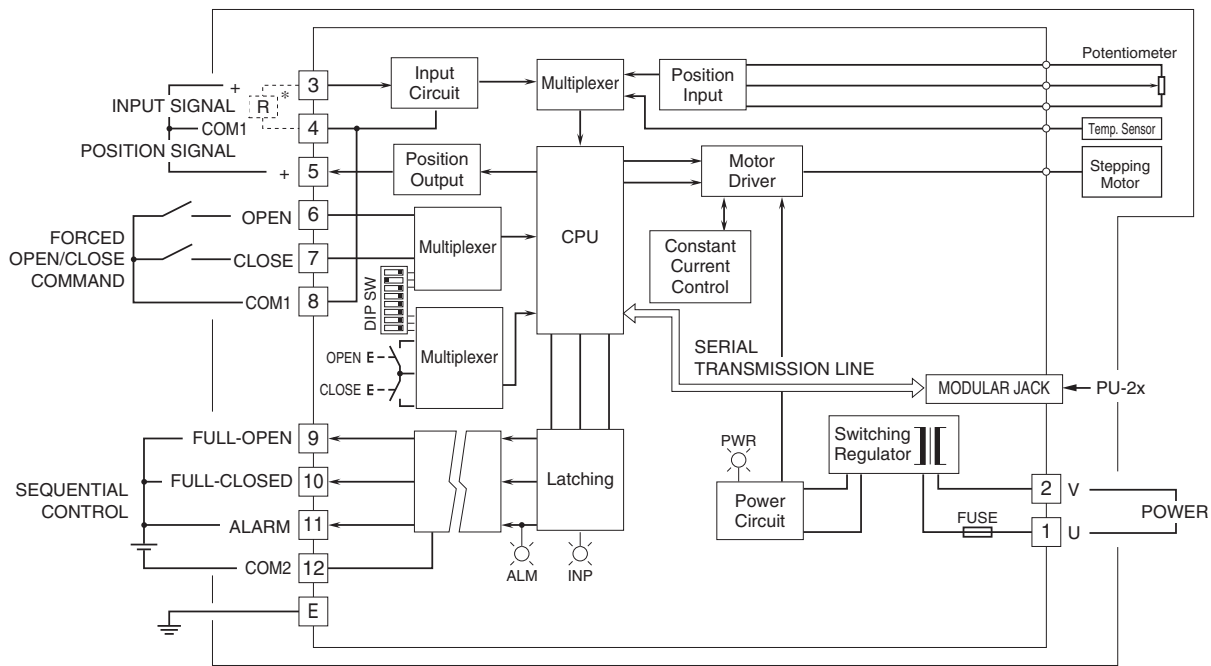 Potentiometer
+
3
R
*
Input
Circuit
Multiplexer
Position
Input
INPUT SIGNAL
COM1
4
Temp. Sensor
POSITION SIGNAL
+
5
Position
Output
Motor
Driver
Stepping
Motor
OPEN
6
FORCED
OPEN/CLOSE
COMMAND
CLOSE
7
Multiplexer
CPU
Constant
Current
Control
COM1
8
DIP SW
OPEN
CLOSE
Multiplexer
SERIAL
TRANSMISSION LINE
MODULAR JACK
PU-2x
FULL-OPEN
9
FULL-CLOSED
10
SEQUENTIAL
CONTROL
ALARM
11
COM2
12
Latching
ALM
INP
PWR
Power
Circuit
Switching
Regulator
FUSE
2
V
POWER
1
U
E